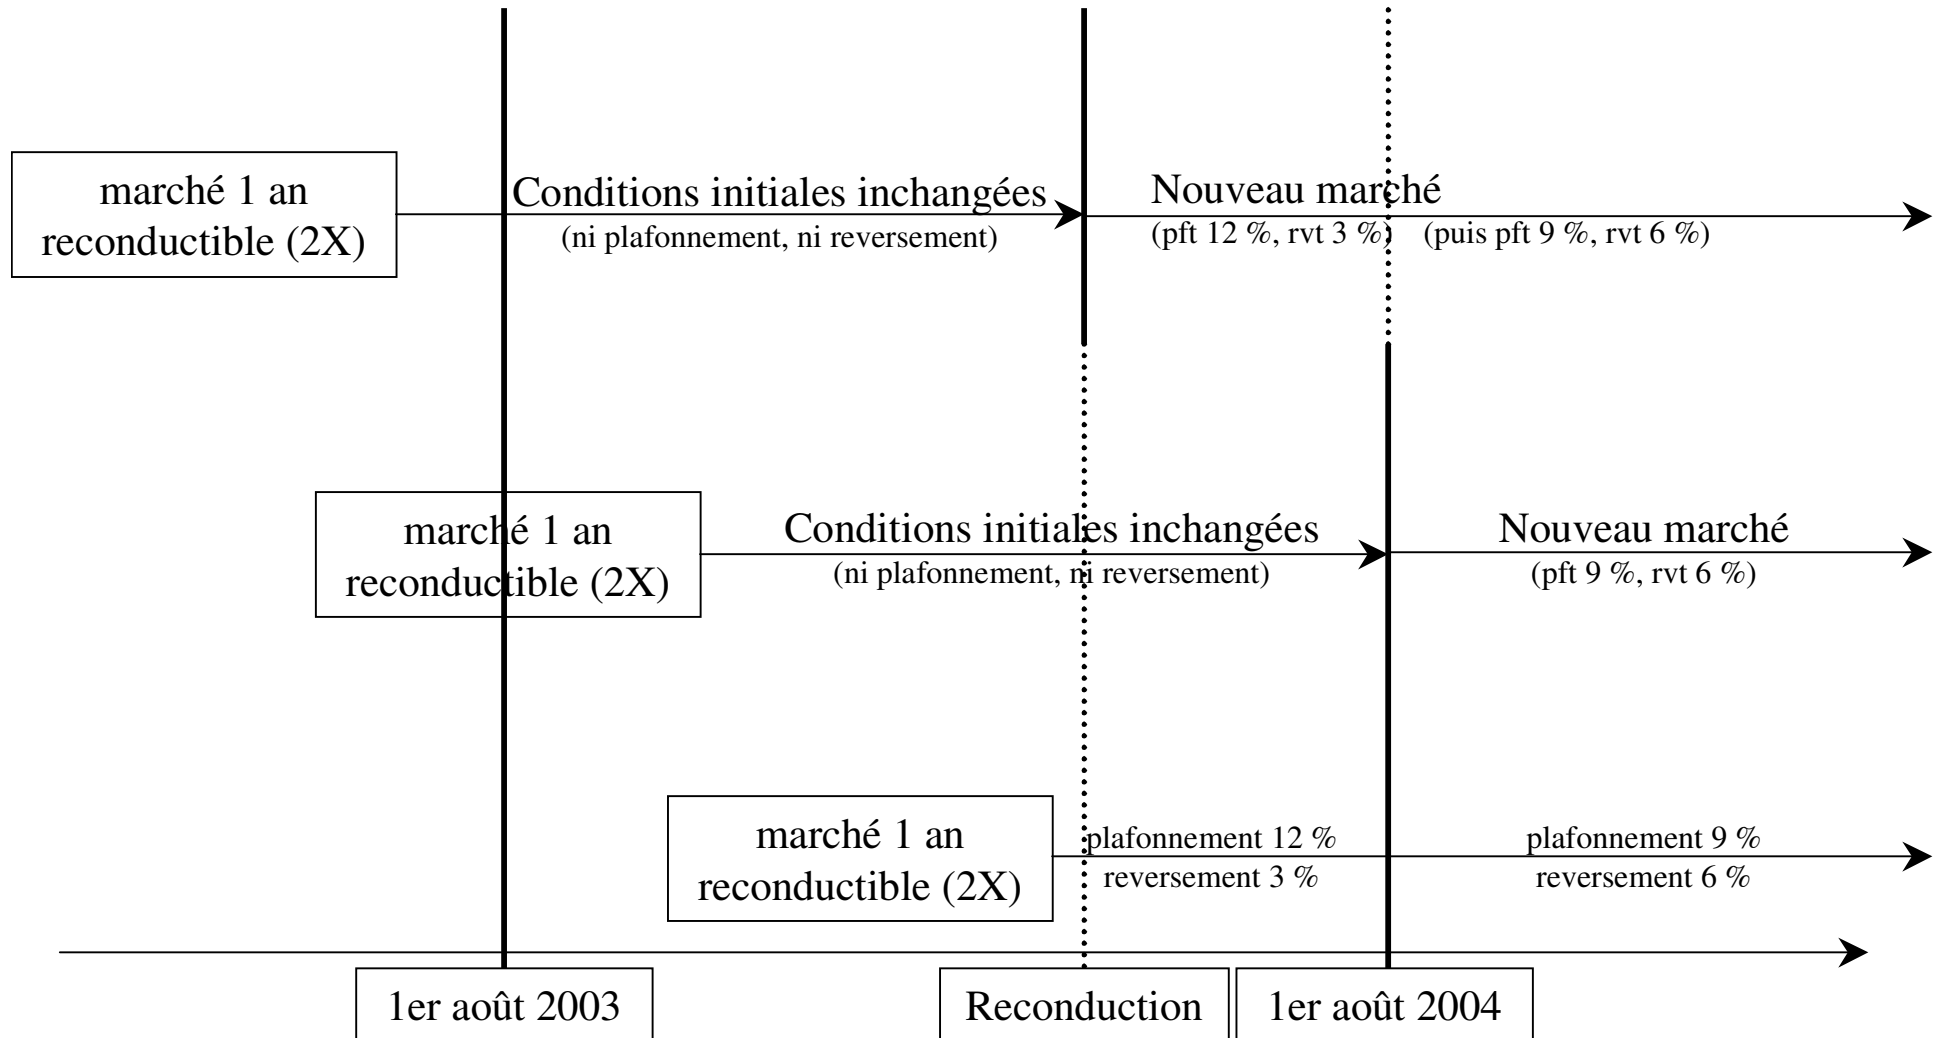 marché 1 an
reconductible (2X)
Conditions initiales inchangées
(ni plafonnement, ni reversement)
Nouveau marché
(pft 12 %, rvt 3 %) (puis pft 9 %, rvt 6 %)
marché 1 an
reconductible (2X)
Conditions initiales inchangées
(ni plafonnement, ni reversement)
Nouveau marché
(pft 9 %, rvt 6 %)
marché 1 an
reconductible (2X)
plafonnement 12 %
reversement 3 %
plafonnement 9 %
reversement 6 %
1er août 2003
Reconduction
1er août 2004